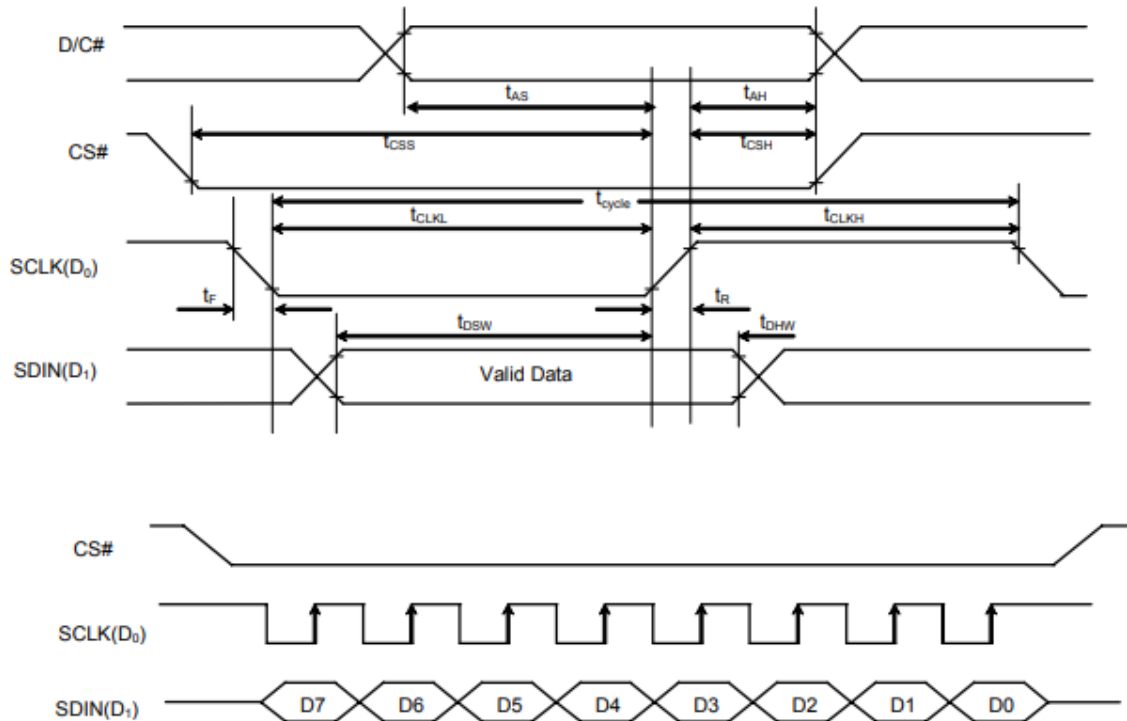 D/C#
tAS
tAH
CS#
tCSS
tCSH
tcycle
tCLKL
tCLKH
SCLK(D0)
tF
tR
tDSW
tDHW
SDIN(D1)
Valid Data
CS#
SCLK(D0)
SDIN(D1)
D7 D6 D5 D4 D3 D2 D1 D0